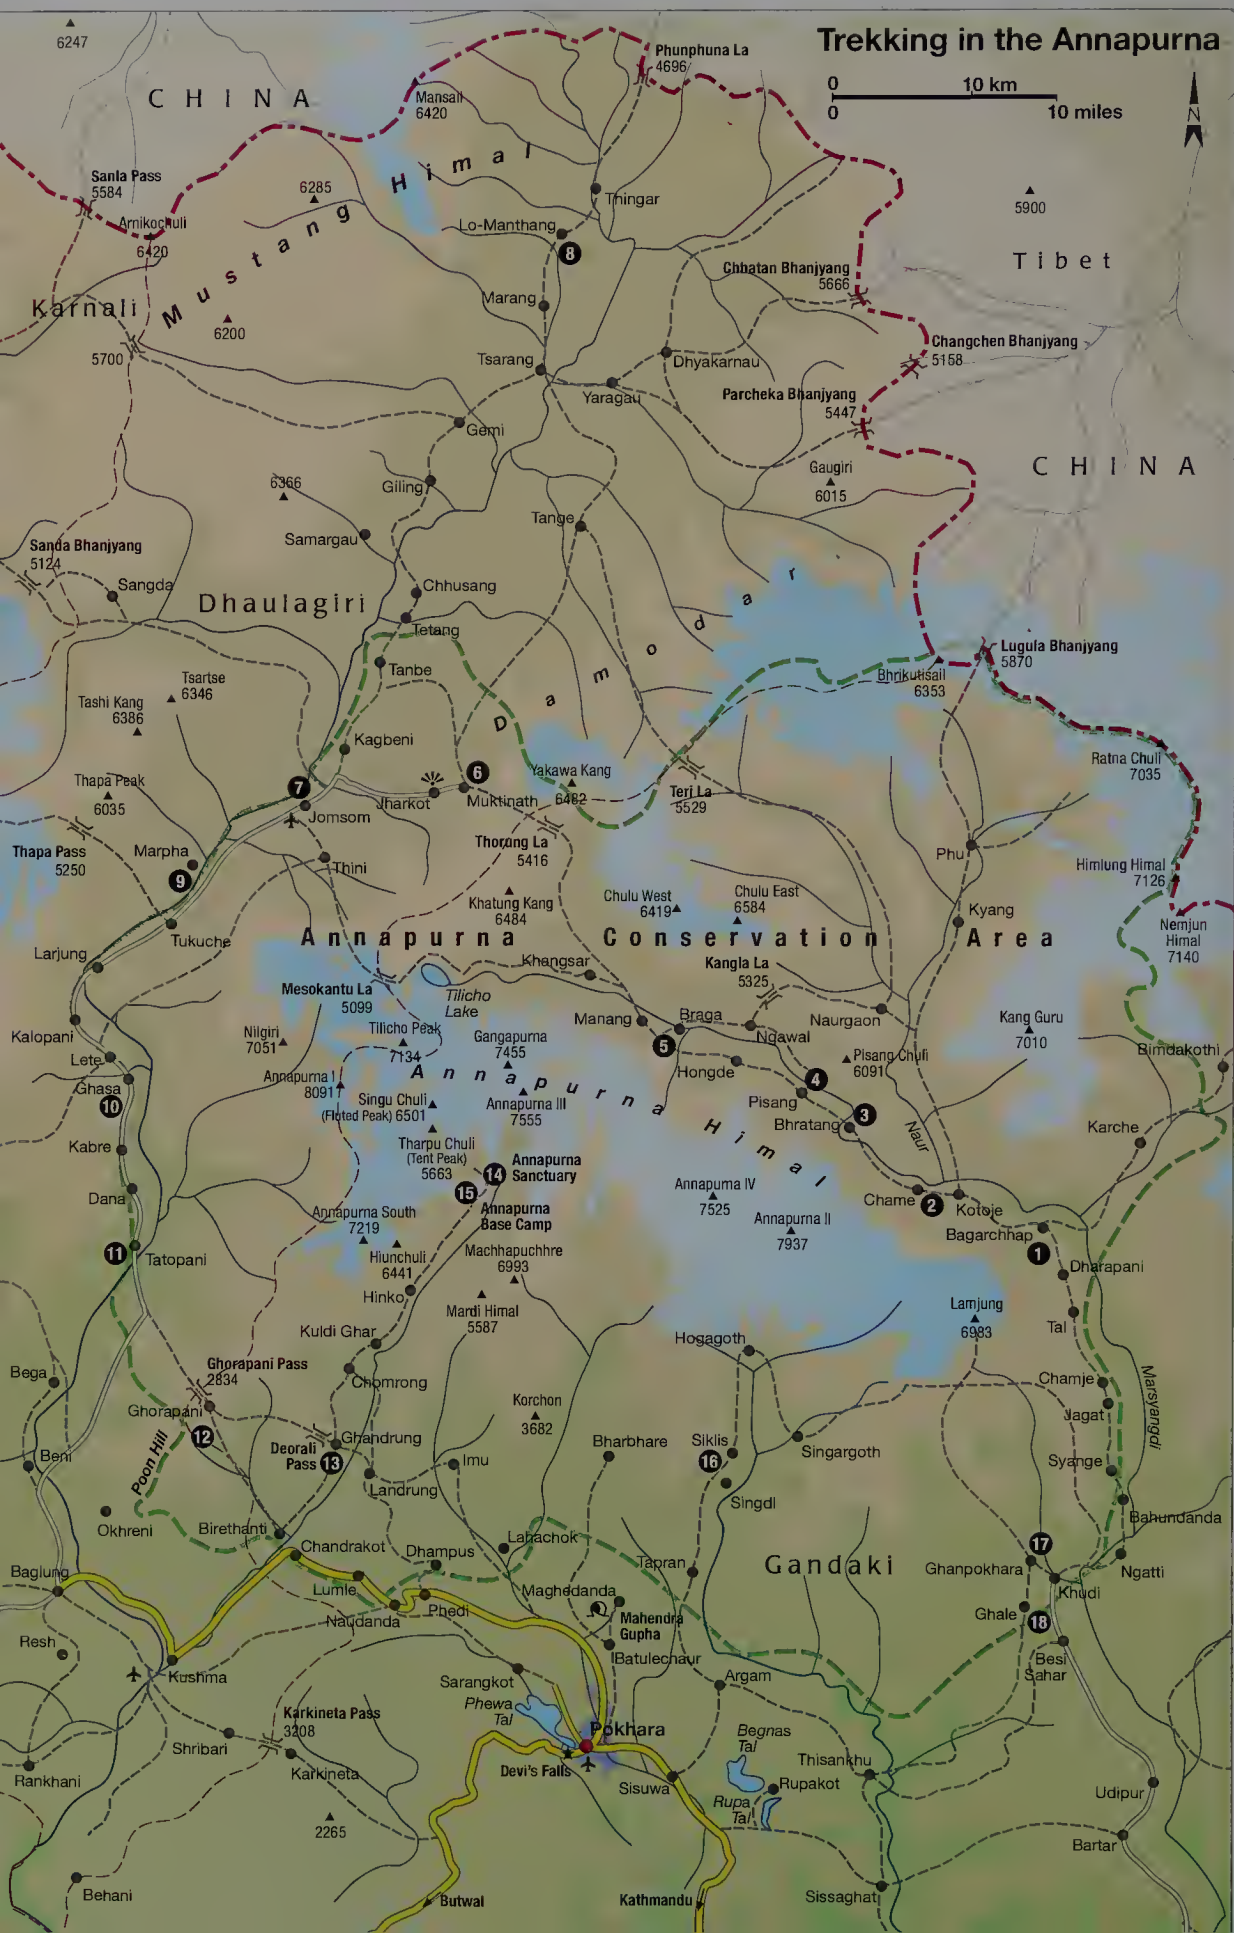 Trekking in the Annapurna
0 10 km
0 10 miles
N
6247
CHINA
Mansail
6420
Phunphuna La
4696
Mustang Himal
Sanla Pass
5584
Arnikochuli
6420
6285
Thingar
Lo-Manthang
8
5900
Tibet
Chhatan Bhanjyang
5666
Karnali
6200
Marang
5700
Tsarang
Dhyakarnau
Yaragau
Changchen Bhanjyang
5158
Parcheka Bhanjyang
5447
Gemi
CHINA
6366
Giling
Gaugiri
6015
Samargau
Tange
Sanda Bhanjyang
5124
Sangda
Dhaulagiri
Chhusang
Tetang
Damodar
Tanbe
Lugula Bhanjyang
5870
Bhrikutisail
6353
Tsartse
6346
Tashi Kang
6386
Kagbeni
Ratna Chuli
7035
Thapa Peak
6035
7
Jomsom
Jharkot
6
Muktinath
Yakawa Kang
6482
Teri La
5529
Thapa Pass
5250
Marpha
9
Thini
Thorung La
5416
Phu
Himlung Himal
7126
Khatung Kang
6484
Chulu West
6419
Chulu East
6584
Kyang
Nemjun
Himal
7140
Tukuche
Annapurna Conservation Area
Larjung
Khangsar
Kangla La
5325
Mesokantu La
5099
Tilicho
Lake
Kalopani
Manang
Braga
5
Ngawal
Naurgaon
Kang Guru
7010
Nilgiri
7051
Tilicho Peak
7134
Gangapurna
7455
Lete
Hongde
Pisang Chuli
6091
Bimdakothi
Ghasa
10
Annapurna I
8091
Annapurna Himal
Singu Chuli
(Fluted Peak) 6501
Annapurna III
7555
4
Pisang
3
Bhratang
Naur
Karche
Kabre
Tharpu Chuli
(Tent Peak)
5663
14
Annapurna
Sanctuary
15
Annapurna
Base Camp
Dana
Annapurna IV
7525
Chame
2
Kotoje
Annapurna South
7219
Annapurna II
7937
Bagarchhap
1
11
Tatopani
Hiunchuli
6441
Machhapuchhre
6993
Dharapani
Hinko
Mardi Himal
5587
Lamjung
6983
Tal
Kuldi Ghar
Hogagoth
Ghorapani Pass
2834
Bega
Chomrong
Chamje
Marsyangdi
Ghorapani
12
Korchon
3682
Jagat
Poon Hill
Deorali
Pass
13
Ghandrung
Beni
Imu
Bharbhare
Siklis
16
Singargoth
Syange
Landrung
Singdi
Okhreni
Birethanti
Bahundanda
Chandrakot
Lahachok
Dhampus
Tapran
Gandaki
17
Ghanpokhara
Ngatti
Baglung
Lumle
Maghedanda
Khudi
Naudanda
Phedi
Mahendra
Gupha
Ghale
18
Resh
Batulechaur
Besi
Sahar
Kushma
Sarangkot
Argam
Karkineta Pass
3208
Phewa
Tal
Pokhara
Begnas
Tal
Shribari
Devi's Falls
Thisankhu
Rankhani
Karkineta
Sisuwa
Rupakot
Rupa
Tal
Udipur
2265
Bartar
Behani
Butwal
Kathmandu
Sissaghat